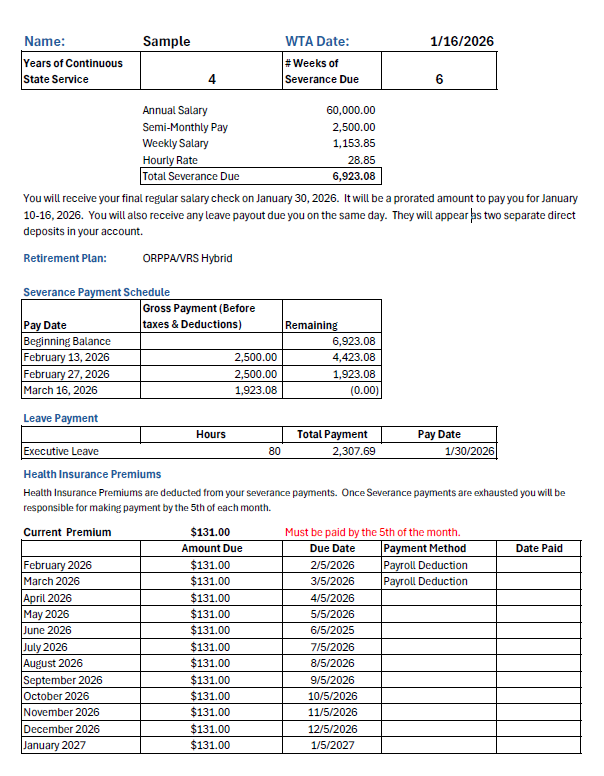 Name: Sample WTA Date: 1/16/2026
Years of Continuous # Weeks of
State Service 4 Severance Due 6
Annual Salary 60,000.00
Semi-Monthly Pay 2,500.00
Weekly Salary 1,153.85
Hourly Rate 28.85
Total Severance Due 6,923.08
You will receive your final regular salary check on January 30, 2026. It will be a prorated amount to pay you for January
10-16, 2026. You will also receive any leave payout due you on the same day. They will appear as two separate direct
deposits in your account.
Retirement Plan: ORPPA/VRS Hybrid
Severance Payment Schedule
Gross Payment (Before
Pay Date taxes & Deductions) Remaining
Beginning Balance 6,923.08
February 13, 2026 2,500.00 4,423.08
February 27, 2026 2,500.00 1,923.08
March 16, 2026 1,923.08 (0.00)
Leave Payment
Hours Total Payment Pay Date
Executive Leave 80 2,307.69 1/30/2026
Health Insurance Premiums
Health Insurance Premiums are deducted from your severance payments. Once Severance payments are exhausted you will be
responsible for making payment by the 5th of each month.
Current Premium $131.00 Must be paid by the 5th of the month.
Amount Due Due Date Payment Method Date Paid
February 2026 $131.00 2/5/2026 Payroll Deduction
March 2026 $131.00 3/5/2026 Payroll Deduction
April 2026 $131.00 4/5/2026
May 2026 $131.00 5/5/2026
June 2026 $131.00 6/5/2025
July 2026 $131.00 7/5/2026
August 2026 $131.00 8/5/2026
September 2026 $131.00 9/5/2026
October 2026 $131.00 10/5/2026
November 2026 $131.00 11/5/2026
December 2026 $131.00 12/5/2026
January 2027 $131.00 1/5/2027